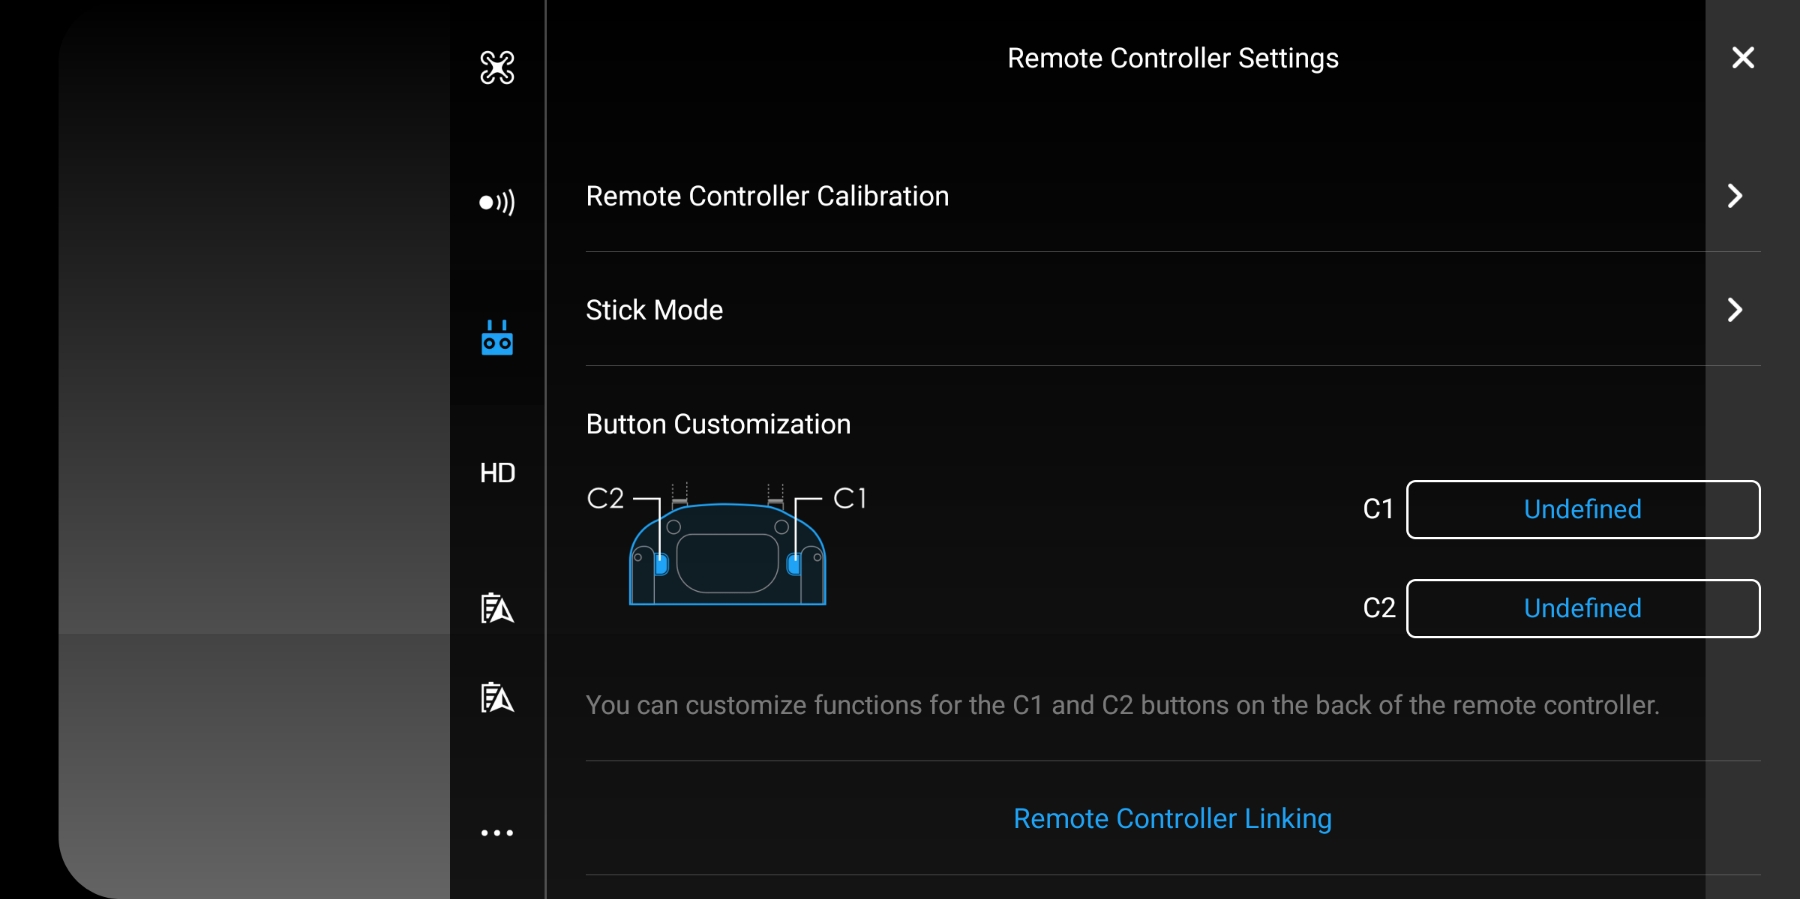 Remote Controller Settings
Remote Controller Calibration
Stick Mode
HD
Button Customization
C2 C1
C1 Undefined
C2 Undefined
You can customize functions for the C1 and C2 buttons on the back of the remote controller.
Remote Controller Linking